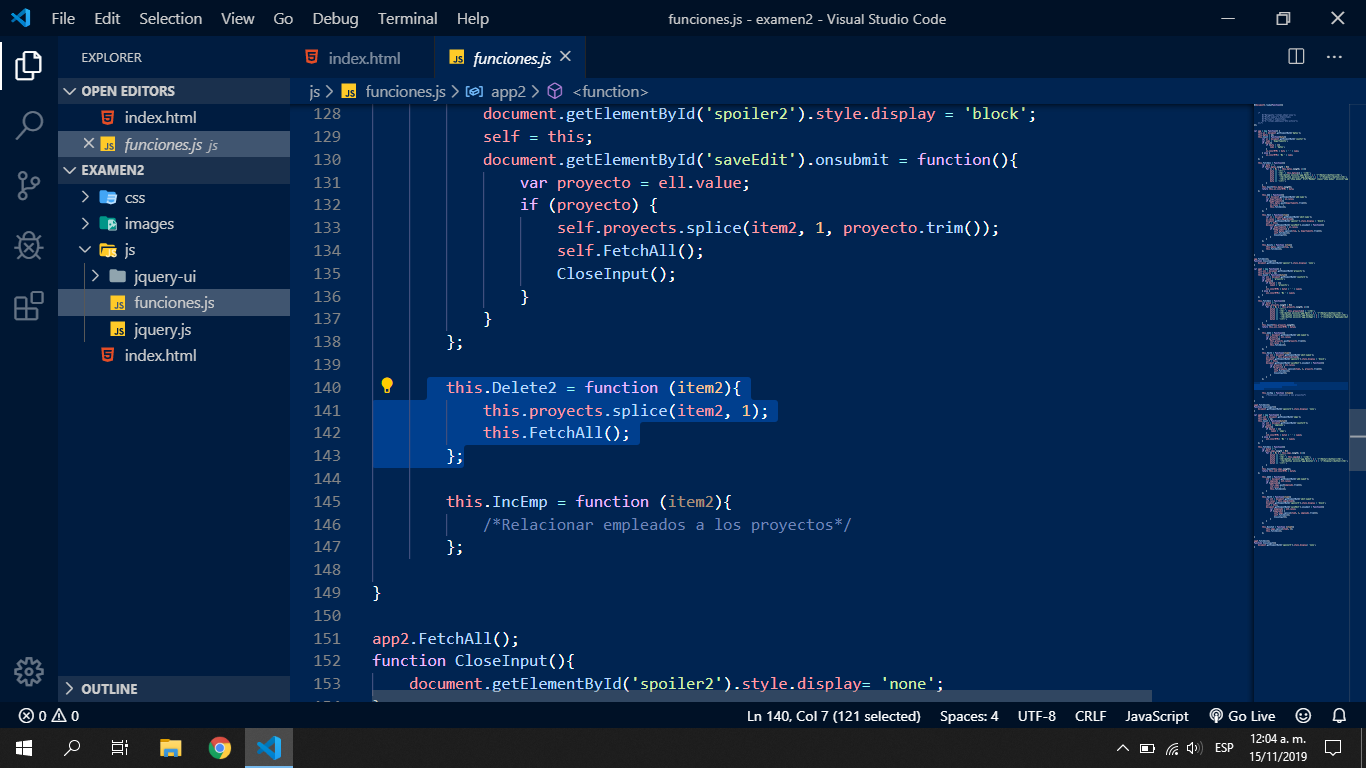 File Edit Selection View Go Debug Terminal Help
funciones.js - examen2 - Visual Studio Code
EXPLORER
OPEN EDITORS
index.html
JS funciones.js js
EXAMEN2
css
images
js
jquery-ui
JS funciones.js
JS jquery.js
index.html
OUTLINE
index.html
JS funciones.js
js > JS funciones.js > app2 > <function>
128 document.getElementById('spoiler2').style.display = 'block';
129 self = this;
130 document.getElementById('saveEdit').onsubmit = function(){
131 var proyecto = ell.value;
132 if (proyecto) {
133 self.proyects.splice(item2, 1, proyecto.trim());
134 self.FetchAll();
135 CloseInput();
136 }
137 }
138 };
139
140 this.Delete2 = function (item2){
141 this.proyects.splice(item2, 1);
142 this.FetchAll();
143 };
144
145 this.IncEmp = function (item2){
146 /*Relacionar empleados a los proyectos*/
147 };
148
149 }
150
151 app2.FetchAll();
152 function CloseInput(){
153 document.getElementById('spoiler2').style.display= 'none';
0 0
Ln 140, Col 7 (121 selected) Spaces: 4 UTF-8 CRLF JavaScript Go Live
ESP
12:04 a. m.
15/11/2019